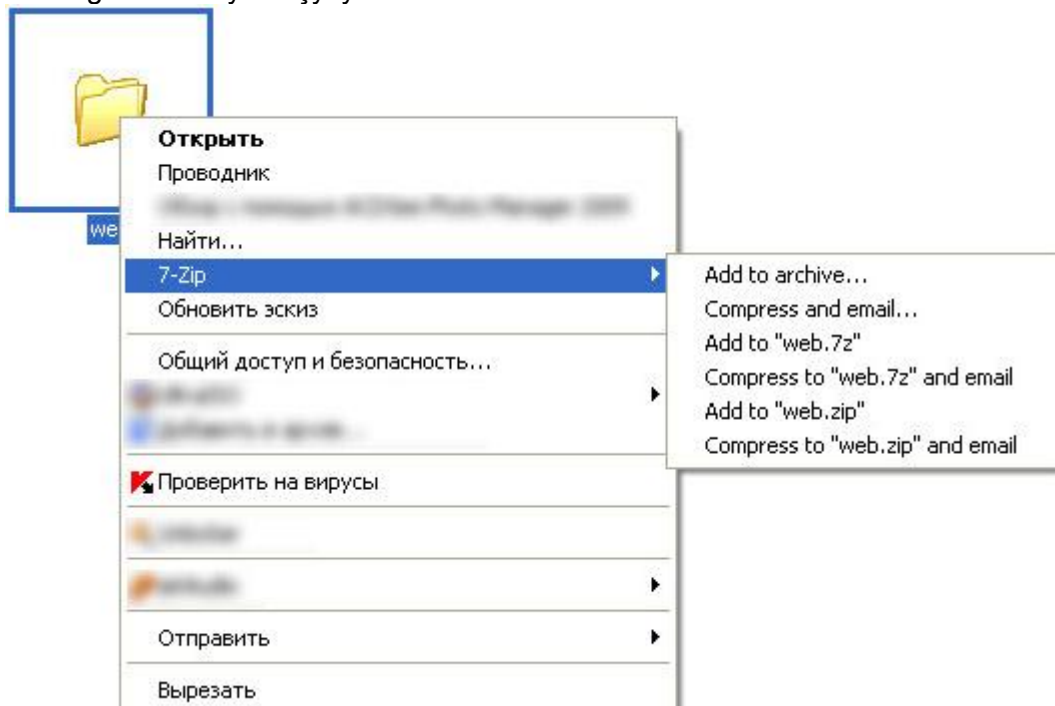 we
Открыть
Проводник
Найти...
7-Zip
Обновить эскиз
Общий доступ и безопасность...
Проверить на вирусы
Отправить
Вырезать
Add to archive...
Compress and email...
Add to "web.7z"
Compress to "web.7z" and email
Add to "web.zip"
Compress to "web.zip" and email